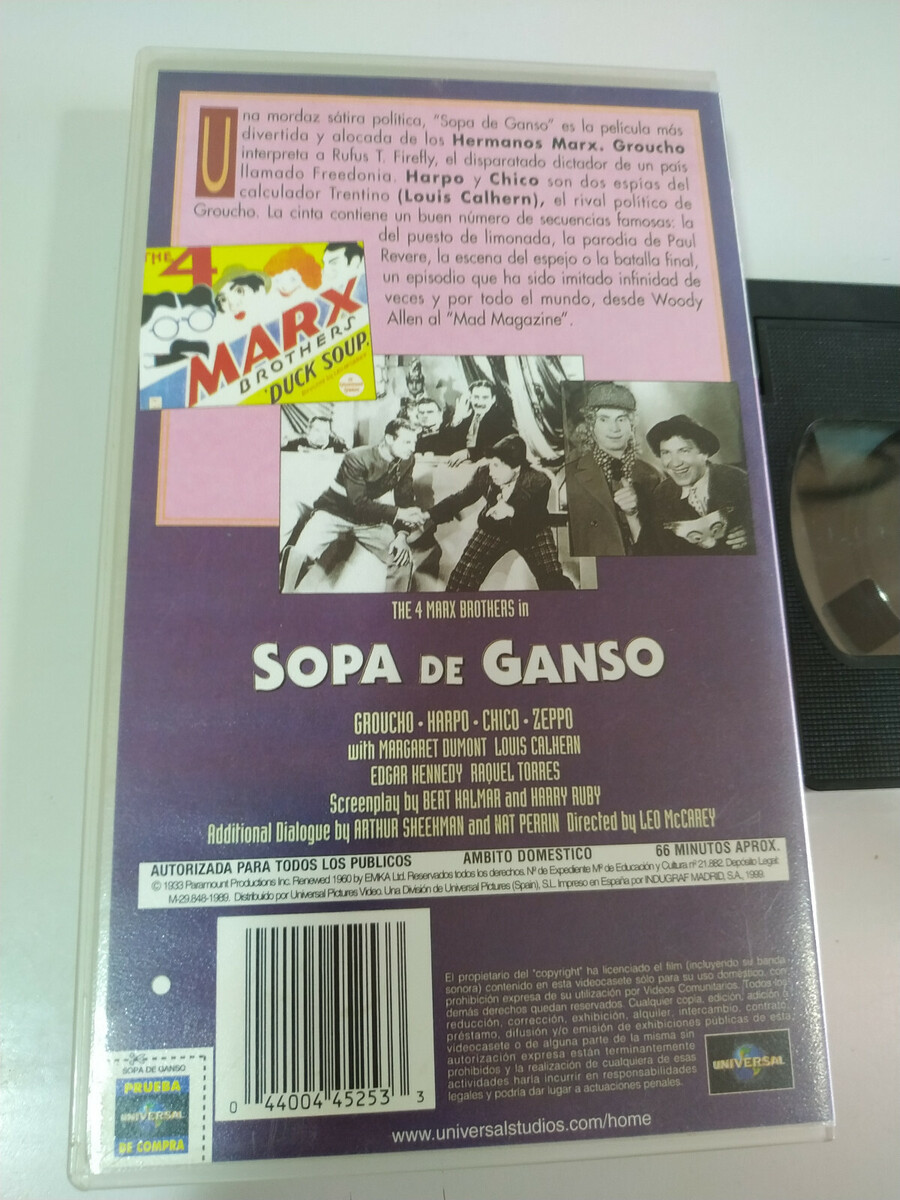 Una mordaz sátira política, "Sopa de Ganso" es la película más
divertida y alocada de los Hermanos Marx. Groucho
interpreta a Rufus T. Firefly, el disparatado dictador de un país
llamado Freedonia. Harpo y Chico son dos espías del
calculador Trentino (Louis Calhern), el rival político de
Groucho. La cinta contiene un buen número de secuencias famosas: la
del puesto de limonada, la parodia de Paul
Revere, la escena del espejo o la batalla final,
un episodio que ha sido imitado infinidad de
veces y por todo el mundo, desde Woody
Allen al "Mad Magazine".
THE 4
MARX
BROTHERS
'DUCK SOUP.'
THE 4 MARX BROTHERS in
SOPA DE GANSO
GROUCHO · HARPO · CHICO · ZEPPO
with MARGARET DUMONT LOUIS CALHERN
EDGAR KENNEDY RAQUEL TORRES
Screenplay by BERT KALMAR and HARRY RUBY
Additional Dialogue by ARTHUR SHEEKMAN and NAT PERRIN Directed by LEO McCAREY
AUTORIZADA PARA TODOS LOS PUBLICOS AMBITO DOMESTICO 66 MINUTOS APROX.
© 1933 Paramount Productions Inc. Renewed 1960 by EMKA Ltd. Reservados todos los derechos. Nº de Expediente Mº de Educación y Cultura nº 21.882. Depósito Legal:
M-29.848-1989. Distribuido por Universal Pictures Video. Una División de Universal Pictures (Spain), S.L. Impreso en España por INDUGRAF MADRID, S.A., 1999.
El propietario del "copyright" ha licenciado el film (incluyendo su banda
sonora) contenido en esta videocasete sólo para su uso doméstico, con
prohibición expresa de su utilización por Videos Comunitarios. Todos los
demás derechos quedan reservados. Cualquier copia, edición, adición o
reducción, corrección, exhibición, alquiler, intercambio, contrato,
préstamo, difusión y/o emisión de exhibiciones públicas de esta
videocasete o de alguna parte de la misma sin
autorización expresa están terminantemente
prohibidos y la realización de cualquiera de esas
actividades haría incurrir en responsabilidades
legales y podría dar lugar a actuaciones penales.
UNIVERSAL
SOPA DE GANSO
PRUEBA
UNIVERSAL
DE COMPRA
0 44004 45253 3
www.universalstudios.com/home